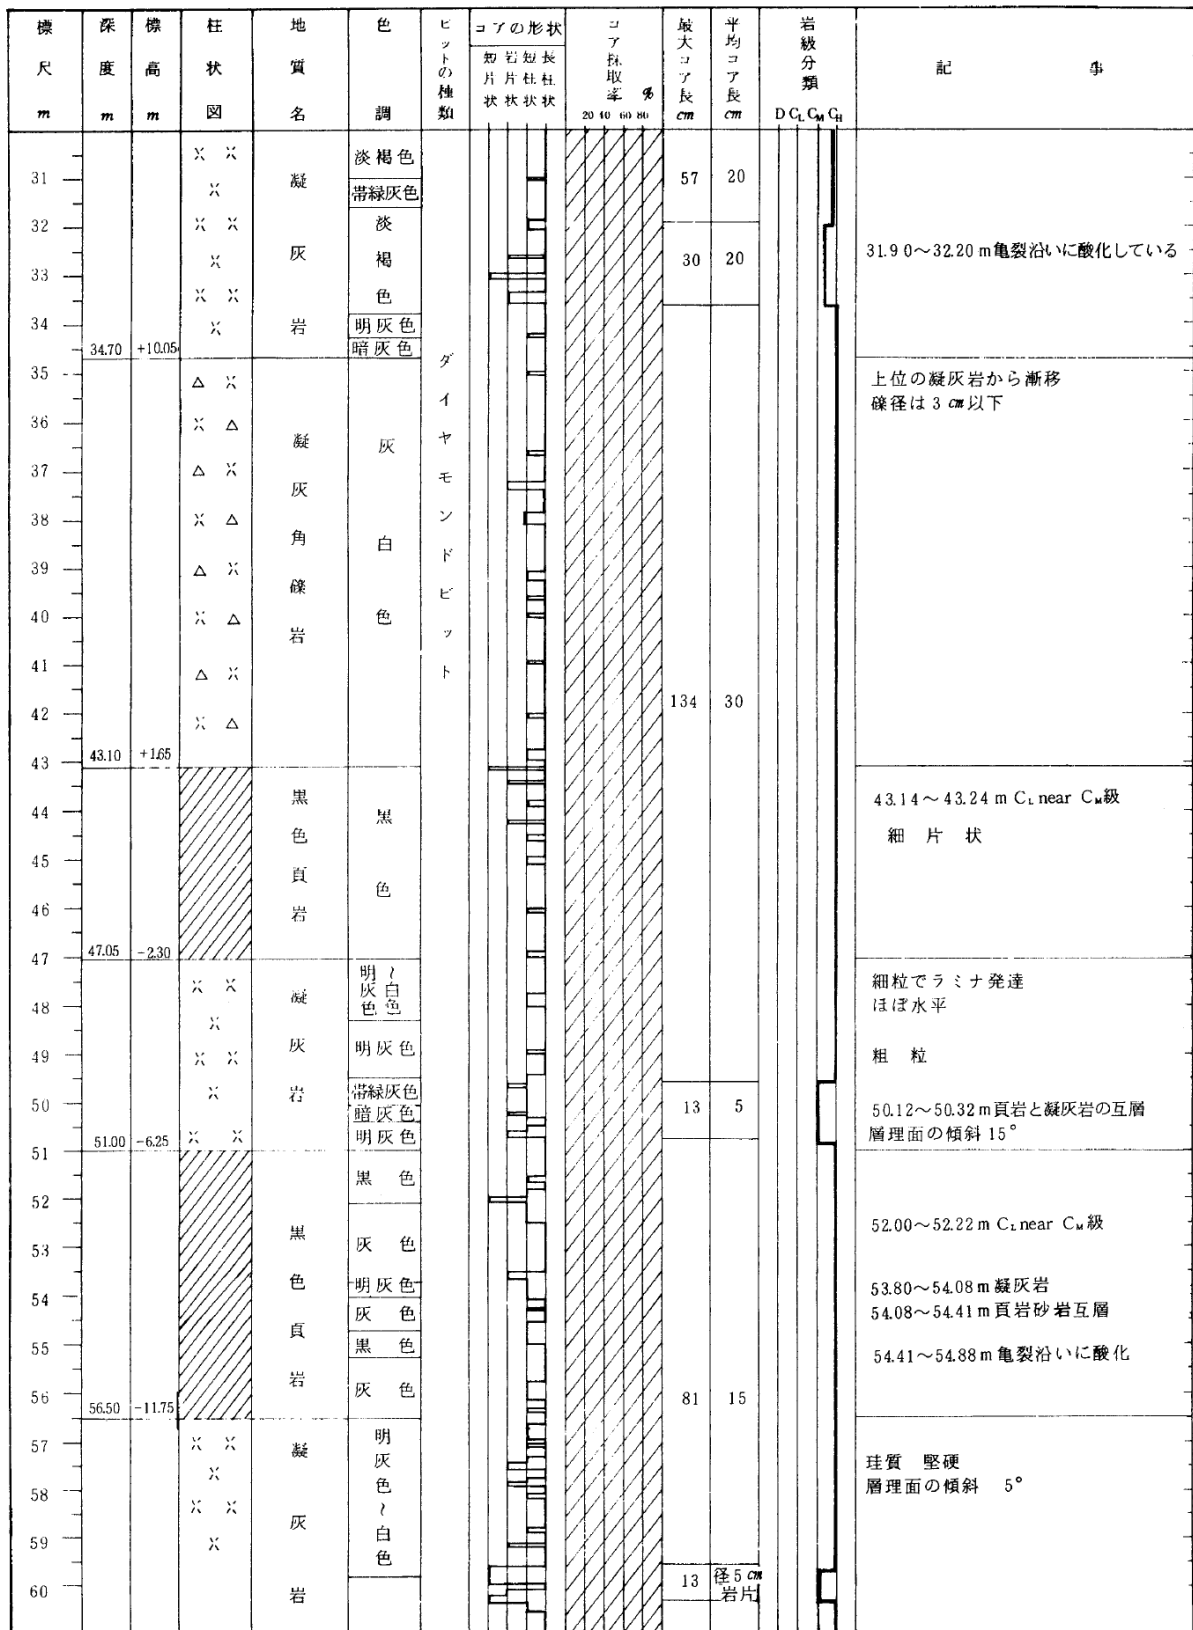 標尺 m
深度 m
標高 m
柱状図
地質名
色調
ビットの種類
コアの形状
短片状 岩片状 短柱状 長柱状
コア採取率 %
20 40 60 80
最大コア長 cm
平均コア長 cm
岩級分類
D CL CM CH
記事
31
32
33
34
35
36
37
38
39
40
41
42
43
44
45
46
47
48
49
50
51
52
53
54
55
56
57
58
59
60
34.70 +10.05
43.10 +1.65
47.05 -2.30
51.00 -6.25
56.50 -11.75
凝灰岩
凝灰角礫岩
黒色頁岩
凝灰岩
黒色頁岩
凝灰岩
淡褐色
帯緑灰色
淡褐色
明灰色
暗灰色
灰白色
黒色
明灰色~白色
明灰色
帯緑灰色
暗灰色
明灰色
黒色
灰色
明灰色
灰色
黒色
灰色
明灰色~白色
ダイヤモンドビット
57 20
30 20
134 30
13 5
81 15
13 径5cm岩片
31.90~32.20m亀裂沿いに酸化している
上位の凝灰岩から漸移
礫径は3cm以下
43.14~43.24m CL near CM級
細片状
細粒でラミナ発達
ほぼ水平
粗粒
50.12~50.32m頁岩と凝灰岩の互層
層理面の傾斜15°
52.00~52.22m CL near CM級
53.80~54.08m凝灰岩
54.08~54.41m頁岩砂岩互層
54.41~54.88m亀裂沿いに酸化
珪質 堅硬
層理面の傾斜 5°